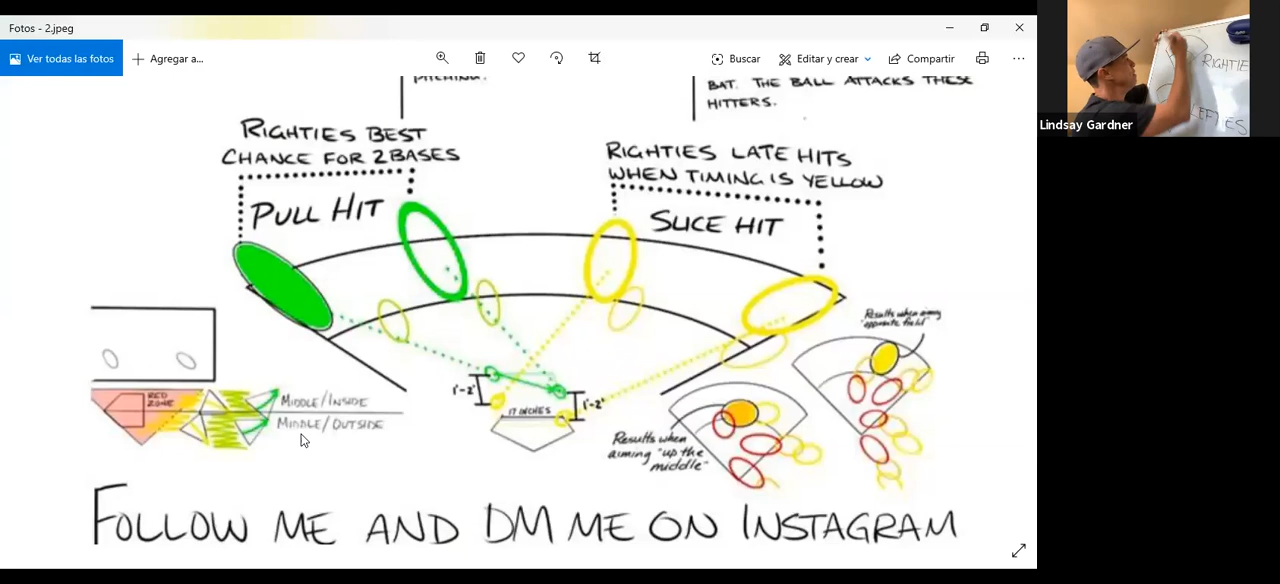 Fotos - 2.jpeg
Ver todas las fotos
Agregar a...
Buscar
Editar y crear
Compartir
PITCHING.
BAT. THE BALL ATTACKS THESE
HITTERS.
RIGHTIES BEST
CHANCE FOR 2 BASES
RIGHTIES LATE HITS
WHEN TIMING IS YELLOW
PULL HIT
SLICE HIT
Results when aiming
"opposite field"
RED
ZONE
MIDDLE/INSIDE
MIDDLE/OUTSIDE
1'-2'
17 INCHES
1'-2'
Results when
aiming "up the
middle"
FOLLOW ME AND DM ME ON INSTAGRAM
RIGHTIE
LEFTIES
Lindsay Gardner